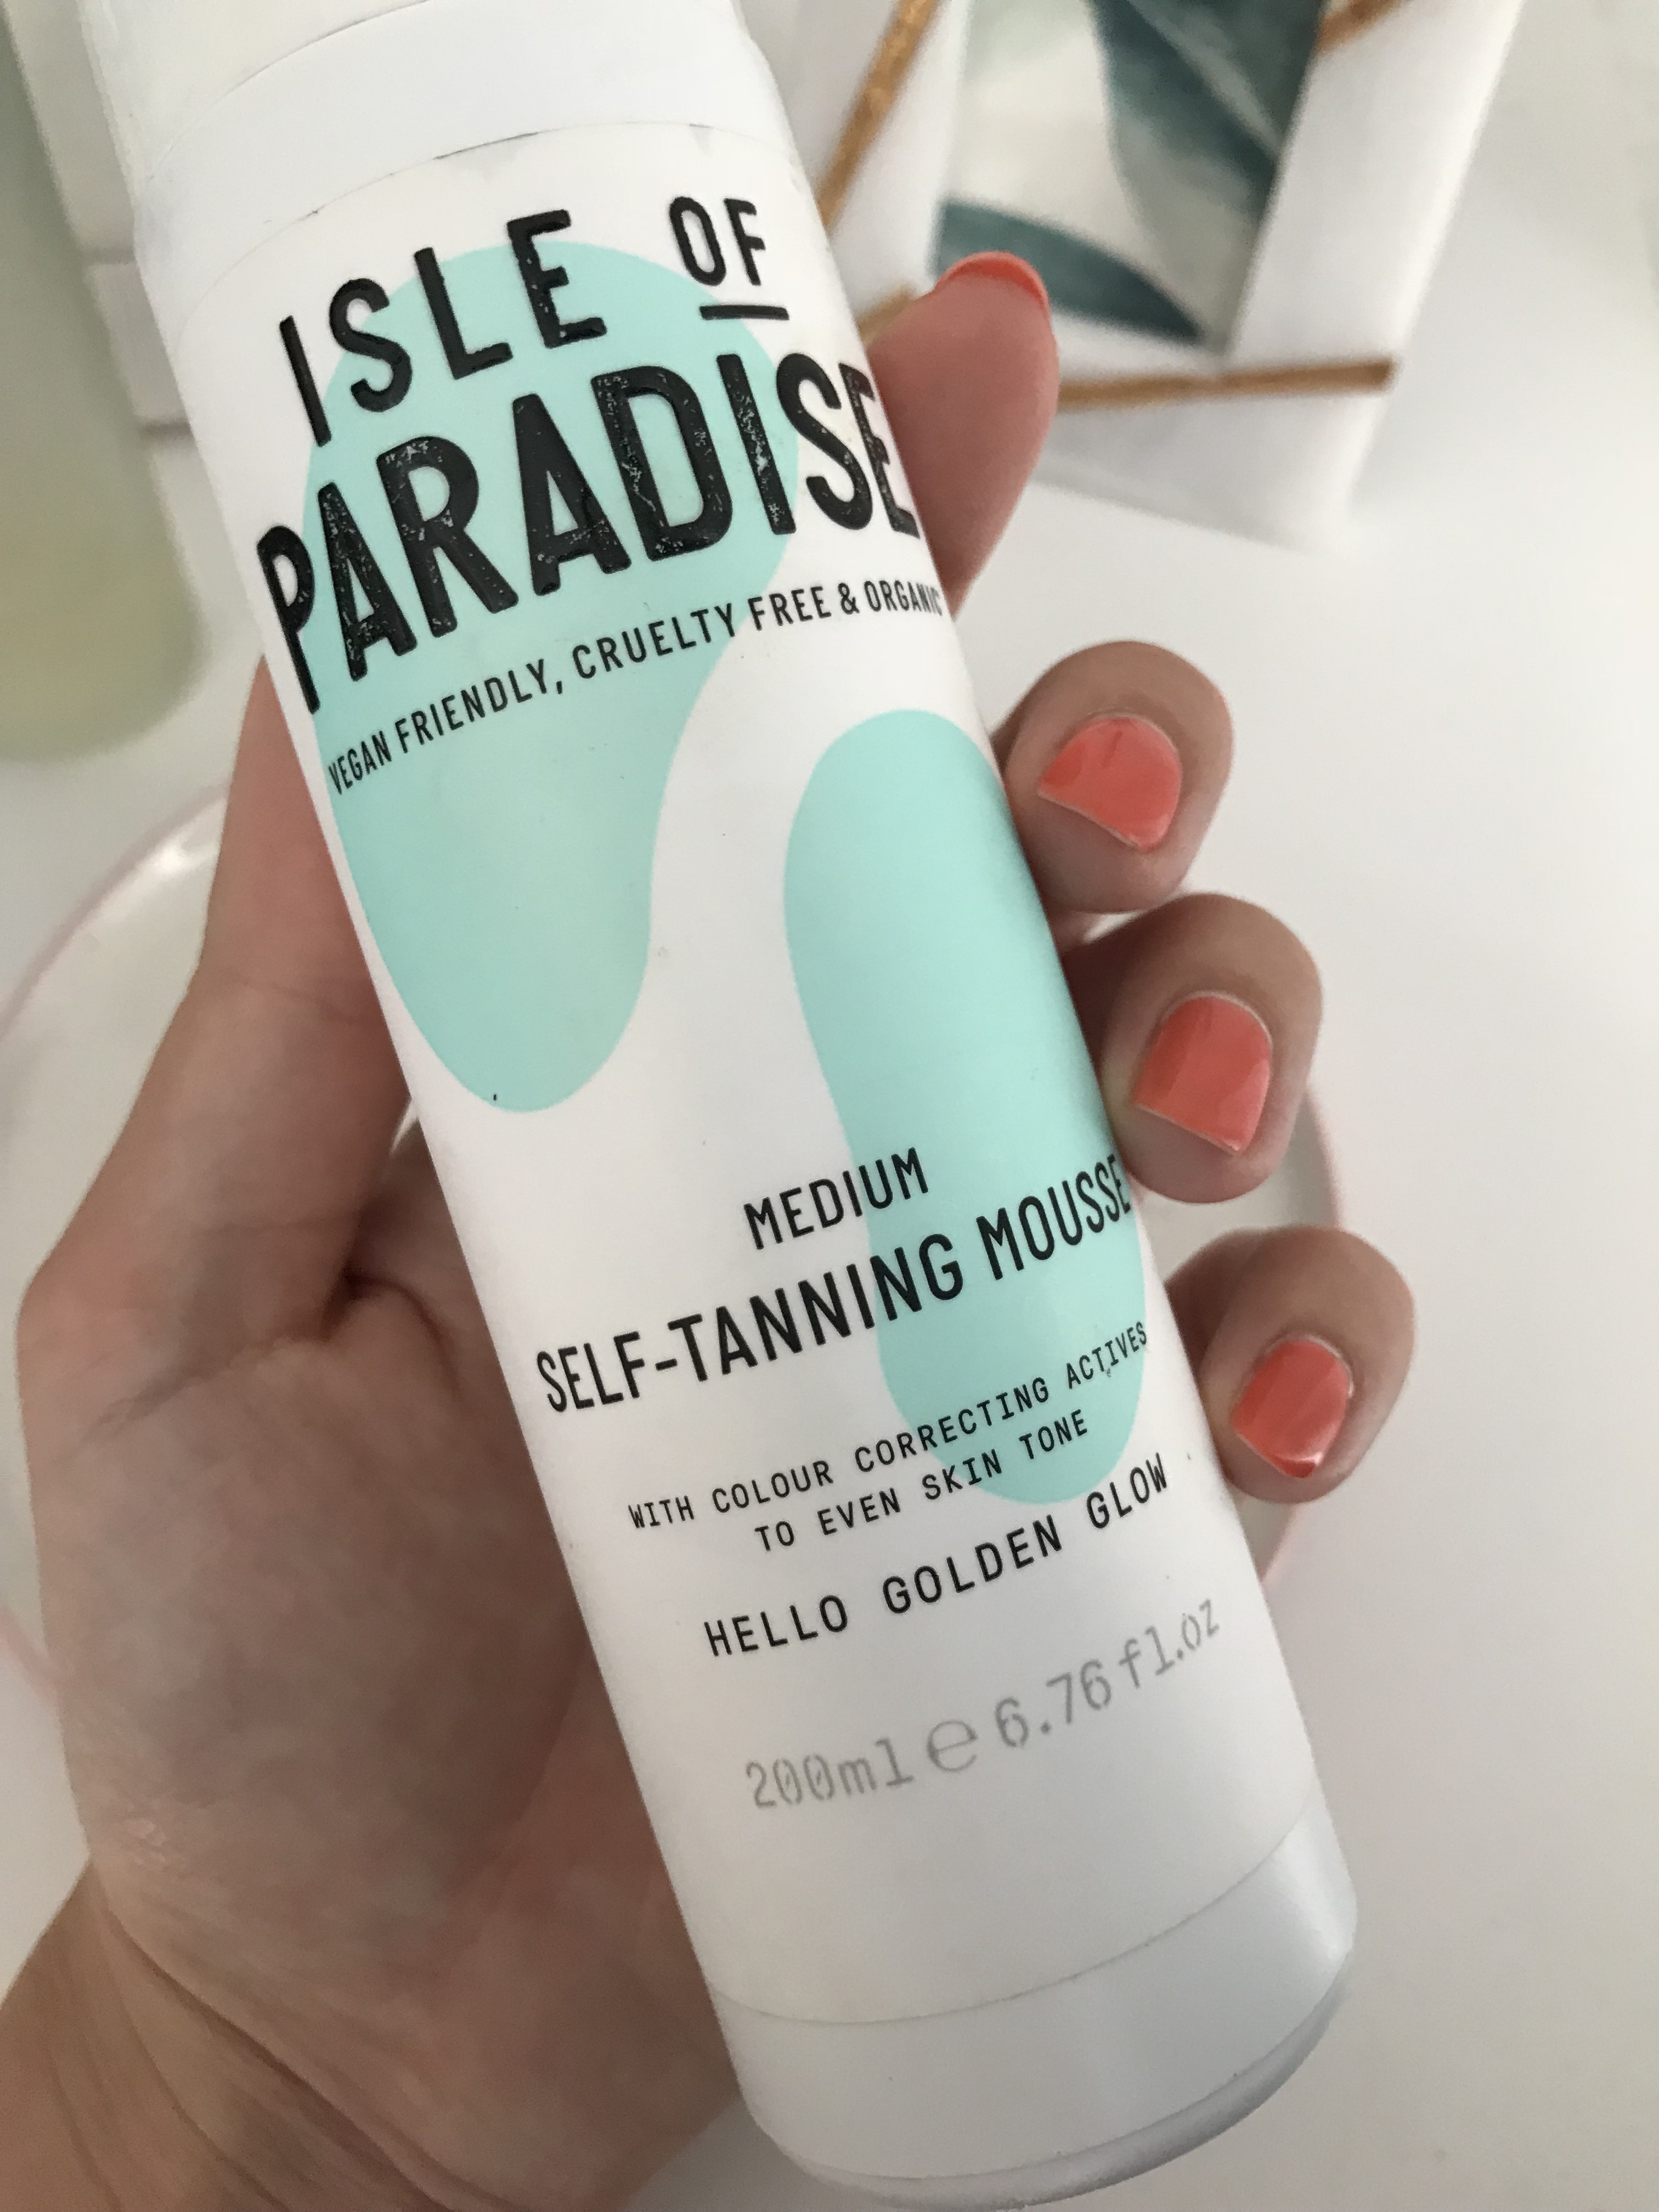 ISLE OF
PARADISE
VEGAN FRIENDLY, CRUELTY FREE & ORGANIC
MEDIUM
SELF-TANNING MOUSSE
WITH COLOUR CORRECTING ACTIVES
TO EVEN SKIN TONE
HELLO GOLDEN GLOW
200ml ℮ 6.76 fl.oz